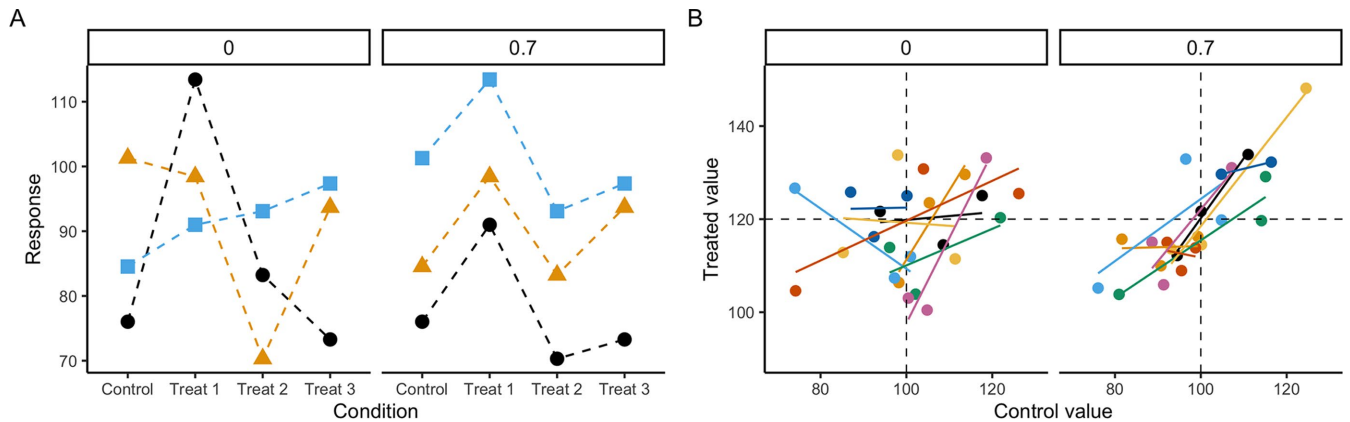 A
0
0.7
Response
110
100
90
80
70
Control Treat 1 Treat 2 Treat 3
Control Treat 1 Treat 2 Treat 3
Condition
B
0
0.7
Treated value
140
120
100
80 100 120
80 100 120
Control value